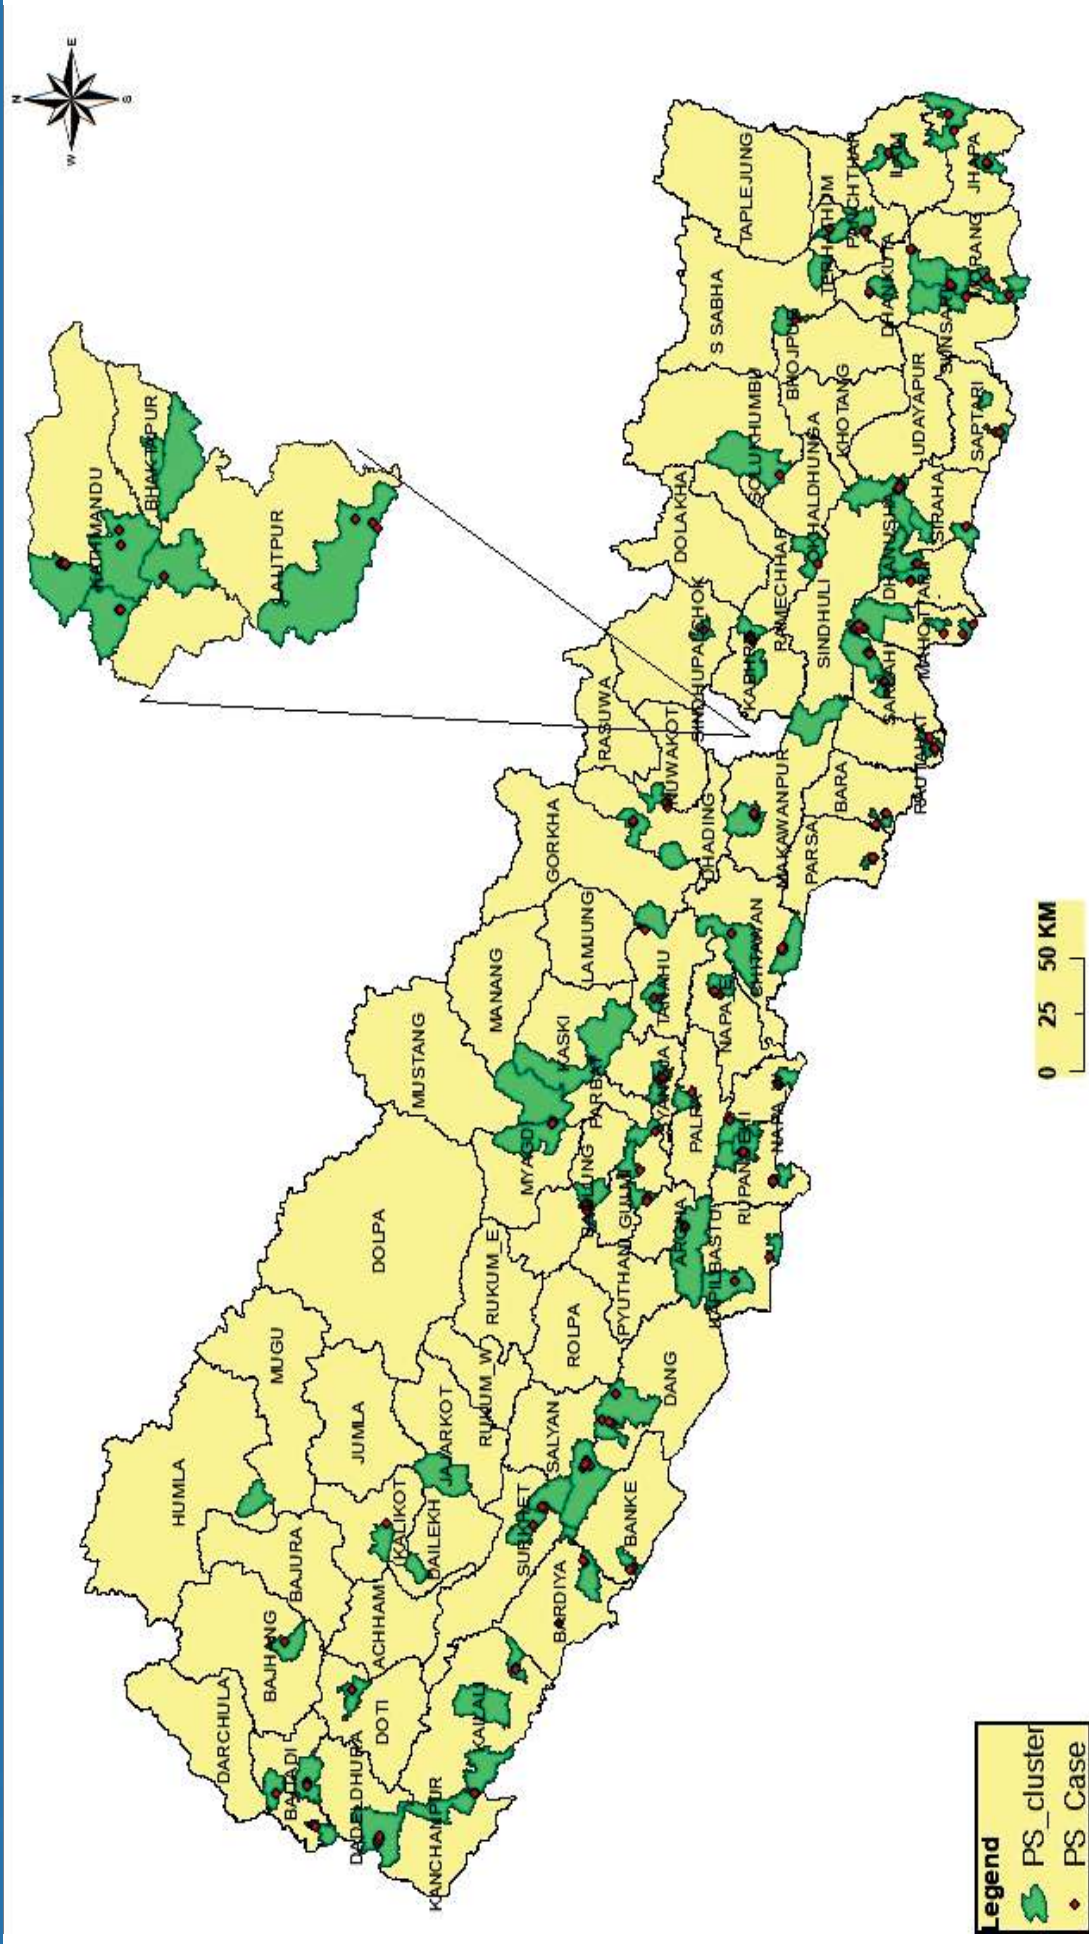 N
W
E
S
KATHMANDU
BHAKTAPUR
LALITPUR
HUMLA
DARCHULA
BAJHANG
BAJURA
MUGU
BAITADI
DADELDHURA
DOTI
ACHHAM
KALIKOT
JUMLA
DOLPA
MUSTANG
KANCHANPUR
KAILALI
DAILEKH
JAJARKOT
RUKUM_W
RUKUM_E
BARDIYA
SURKHET
SALYAN
ROLPA
MYAGDI
MANANG
BANKE
DANG
PYUTHAN
GULMI
PARBAT
KASKI
LAMJUNG
GORKHA
KAPILBASTU
RUPANDEHI
PALPA
TANAHU
CHITAWAN
DHADING
NUWAKOT
RASUWA
MAKAWANPUR
PARSA
BARA
RAUTAHAT
SARLAHI
SINDHULI
KABHRE
SINDHUPALCHOK
DOLAKHA
RAMECHHAP
MAHOTTARI
DHANUSHA
SIRAHA
OKHALDHUNGA
SOLUKHUMBU
KHOTANG
UDAYAPUR
SAPTARI
BHOJPUR
S SABHA
SUNSARI
DHANKUTA
MORANG
PANCHTHAR
TAPLEJUNG
ILAM
JHAPA
0 25 50 KM
Legend
PS_cluster
PS_Case